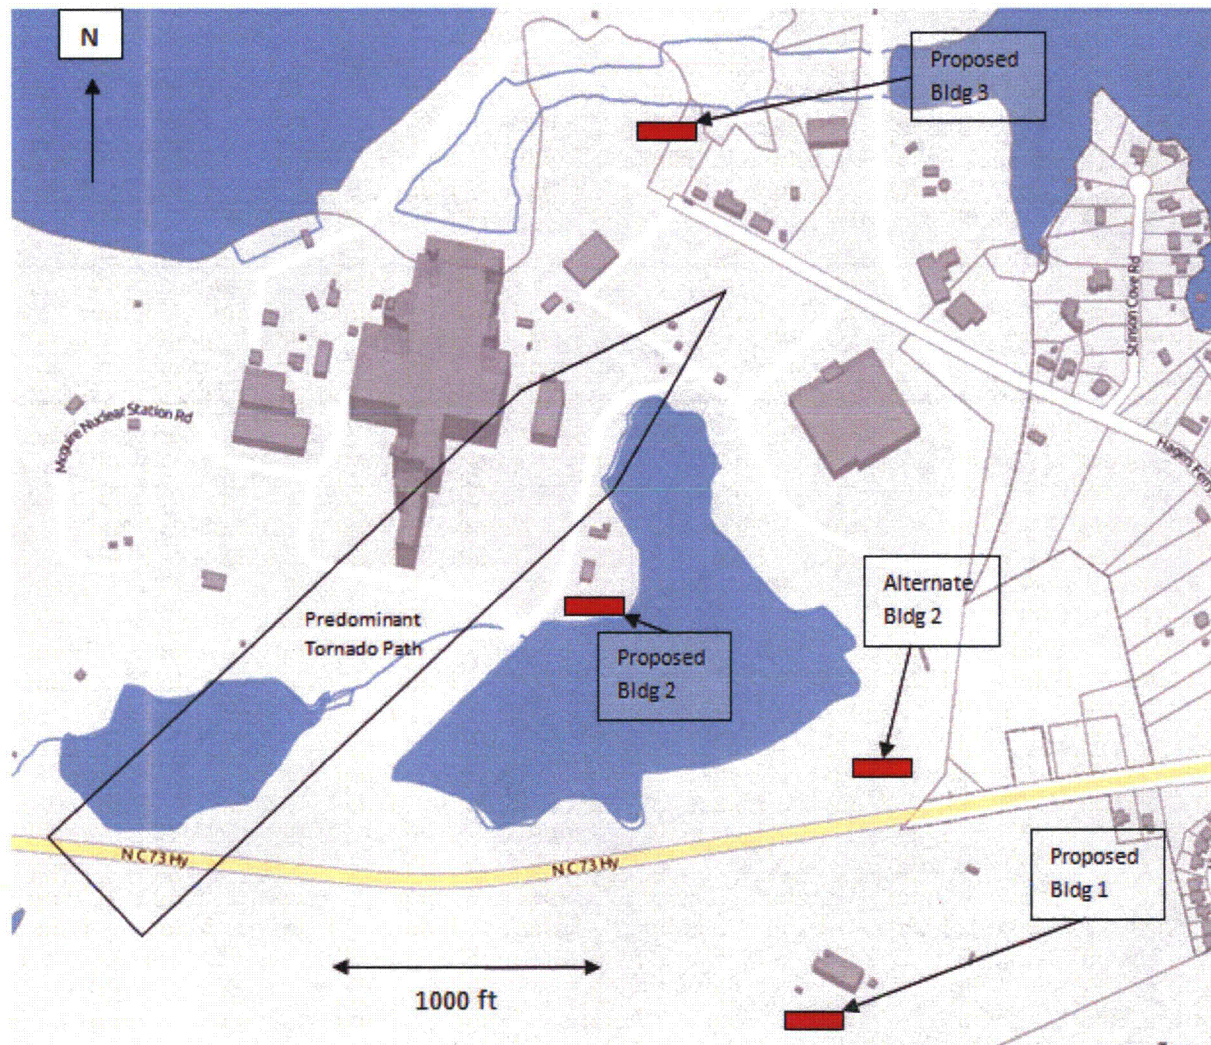 N
Proposed
Bldg 3
Stinson Cove Rd
Mcguire Nuclear Station Rd
Hagers Ferry
Alternate
Bldg 2
Predominant
Tornado Path
Proposed
Bldg 2
N C 73 Hy
N C 73 Hy
Proposed
Bldg 1
1000 ft